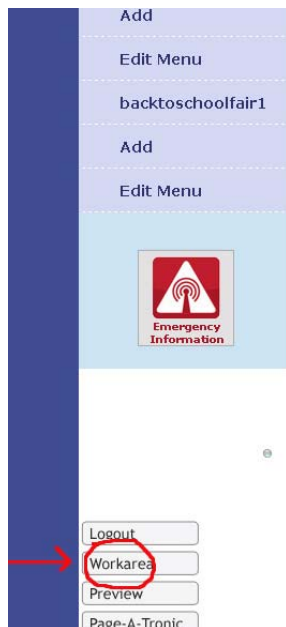 Add
Edit Menu
backtoschoolfair1
Add
Edit Menu
Emergency
Information
Logout
Workarea
Preview
Page-A-Tronic